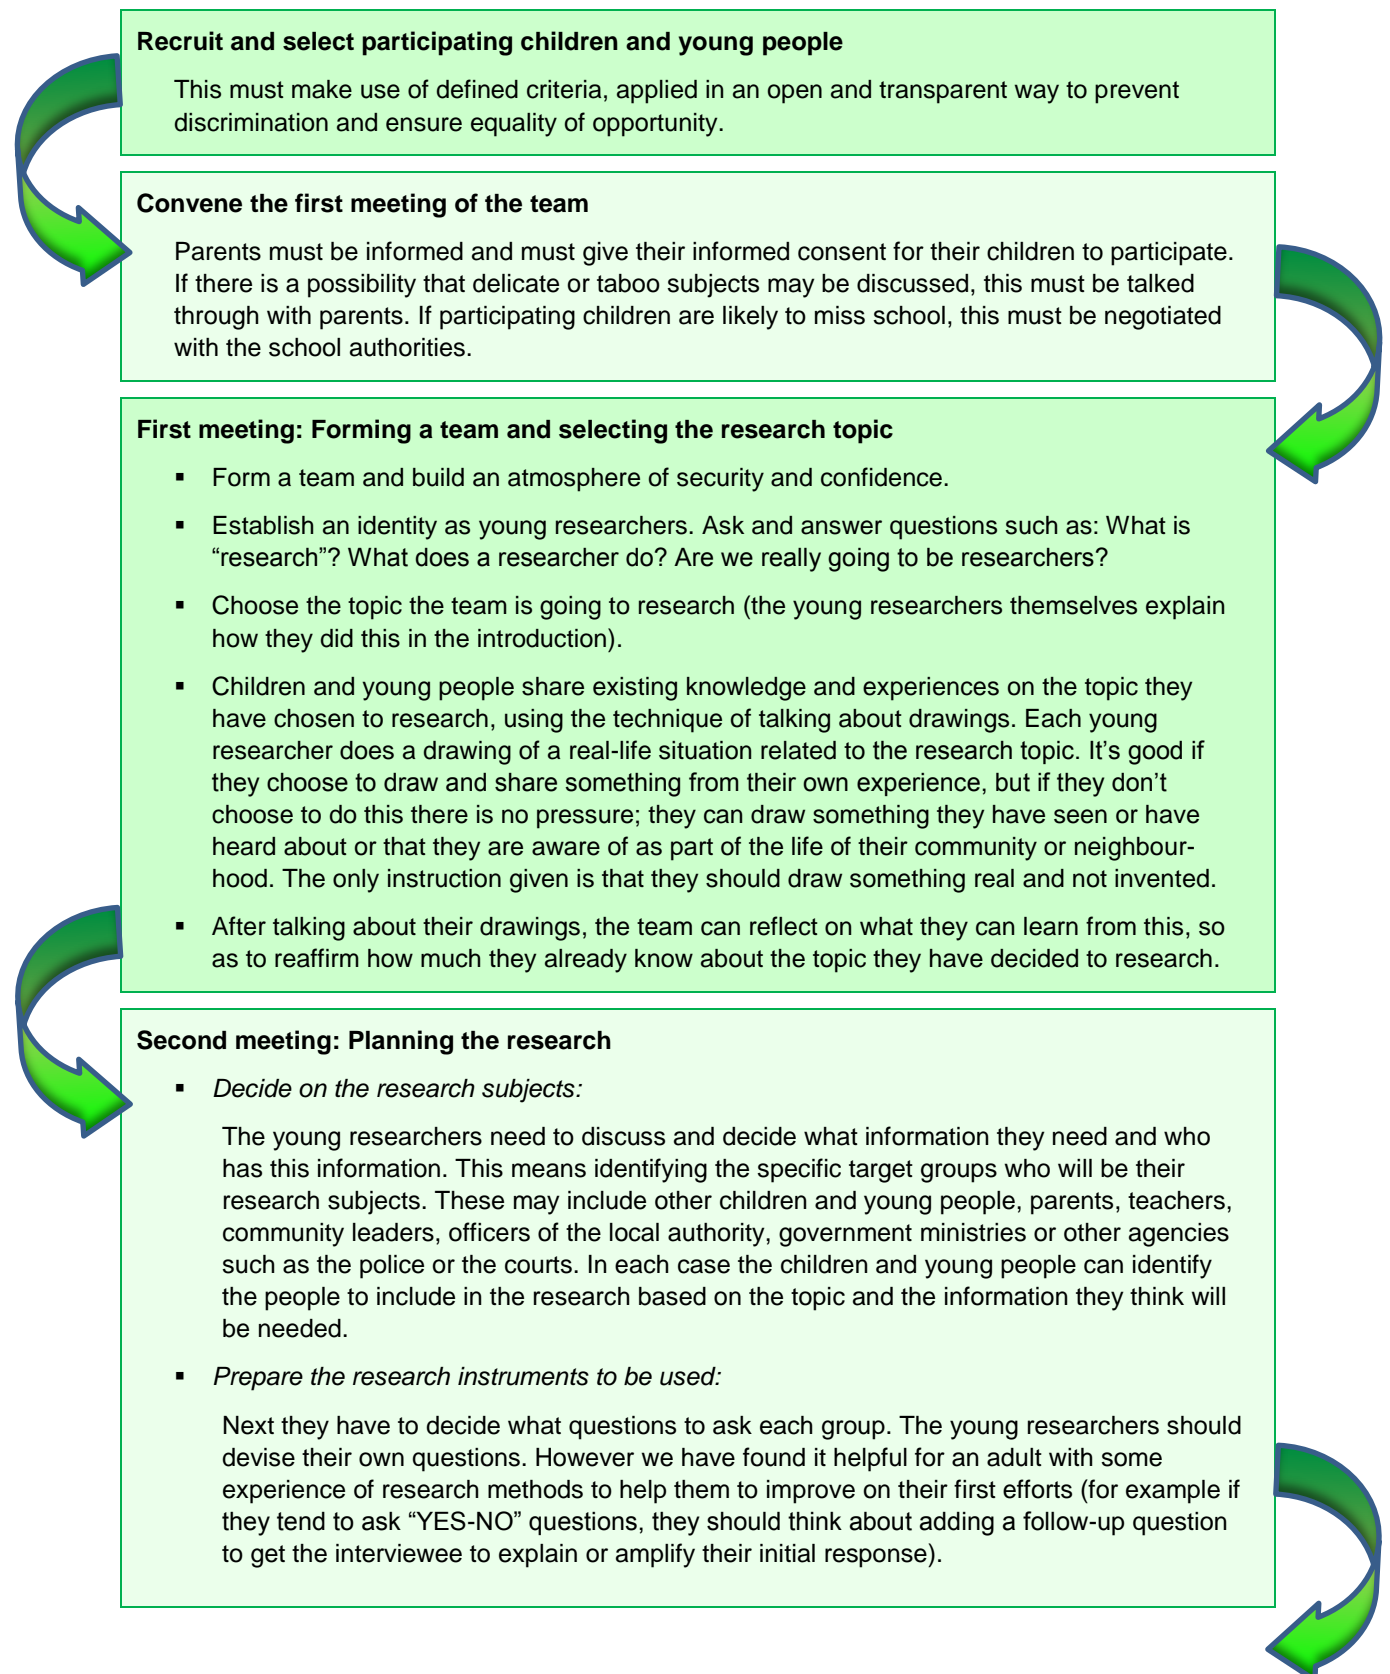 Recruit and select participating children and young people
This must make use of defined criteria, applied in an open and transparent way to prevent
discrimination and ensure equality of opportunity.
Convene the first meeting of the team
Parents must be informed and must give their informed consent for their children to participate.
If there is a possibility that delicate or taboo subjects may be discussed, this must be talked
through with parents. If participating children are likely to miss school, this must be negotiated
with the school authorities.
First meeting: Forming a team and selecting the research topic
▪ Form a team and build an atmosphere of security and confidence.
▪ Establish an identity as young researchers. Ask and answer questions such as: What is
“research”? What does a researcher do? Are we really going to be researchers?
▪ Choose the topic the team is going to research (the young researchers themselves explain
how they did this in the introduction).
▪ Children and young people share existing knowledge and experiences on the topic they
have chosen to research, using the technique of talking about drawings. Each young
researcher does a drawing of a real-life situation related to the research topic. It’s good if
they choose to draw and share something from their own experience, but if they don’t
choose to do this there is no pressure; they can draw something they have seen or have
heard about or that they are aware of as part of the life of their community or neighbour-
hood. The only instruction given is that they should draw something real and not invented.
▪ After talking about their drawings, the team can reflect on what they can learn from this, so
as to reaffirm how much they already know about the topic they have decided to research.
Second meeting: Planning the research
▪ Decide on the research subjects:
The young researchers need to discuss and decide what information they need and who
has this information. This means identifying the specific target groups who will be their
research subjects. These may include other children and young people, parents, teachers,
community leaders, officers of the local authority, government ministries or other agencies
such as the police or the courts. In each case the children and young people can identify
the people to include in the research based on the topic and the information they think will
be needed.
▪ Prepare the research instruments to be used:
Next they have to decide what questions to ask each group. The young researchers should
devise their own questions. However we have found it helpful for an adult with some
experience of research methods to help them to improve on their first efforts (for example if
they tend to ask “YES-NO” questions, they should think about adding a follow-up question
to get the interviewee to explain or amplify their initial response).